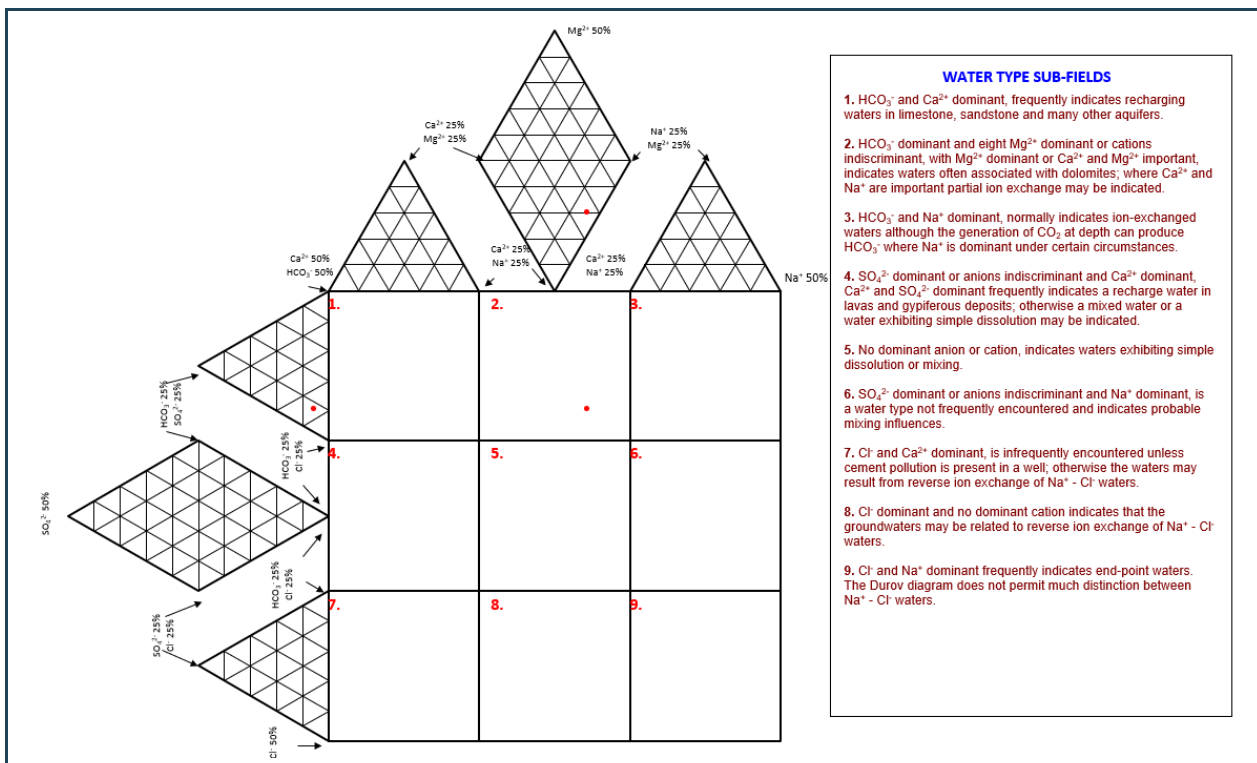 Mg²⁺ 50%
Ca²⁺ 25%
Mg²⁺ 25%
Na⁺ 25%
Mg²⁺ 25%
Ca²⁺ 50%
HCO₃⁻ 50%
Ca²⁺ 25%
Na⁺ 25%
Ca²⁺ 25%
Na⁺ 25%
Na⁺ 50%
1.
2.
3.
HCO₃⁻ 25%
SO₄²⁻ 25%
HCO₃⁻ 25%
Cl⁻ 25%
4.
5.
6.
SO₄²⁻ 50%
HCO₃⁻ 25%
Cl⁻ 25%
SO₄²⁻ 25%
Cl⁻ 25%
7.
8.
9.
Cl⁻ 50%
WATER TYPE SUB-FIELDS
1. HCO₃⁻ and Ca²⁺ dominant, frequently indicates recharging
waters in limestone, sandstone and many other aquifers.
2. HCO₃⁻ dominant and eight Mg²⁺ dominant or cations
indiscriminant, with Mg²⁺ dominant or Ca²⁺ and Mg²⁺ important,
indicates waters often associated with dolomites; where Ca²⁺ and
Na⁺ are important partial ion exchange may be indicated.
3. HCO₃⁻ and Na⁺ dominant, normally indicates ion-exchanged
waters although the generation of CO₂ at depth can produce
HCO₃⁻ where Na⁺ is dominant under certain circumstances.
4. SO₄²⁻ dominant or anions indiscriminant and Ca²⁺ dominant,
Ca²⁺ and SO₄²⁻ dominant frequently indicates a recharge water in
lavas and gypiferous deposits; otherwise a mixed water or a
water exhibiting simple dissolution may be indicated.
5. No dominant anion or cation, indicates waters exhibiting simple
dissolution or mixing.
6. SO₄²⁻ dominant or anions indiscriminant and Na⁺ dominant, is
a water type not frequently encountered and indicates probable
mixing influences.
7. Cl⁻ and Ca²⁺ dominant, is infrequently encountered unless
cement pollution is present in a well; otherwise the waters may
result from reverse ion exchange of Na⁺ - Cl⁻ waters.
8. Cl⁻ dominant and no dominant cation indicates that the
groundwaters may be related to reverse ion exchange of Na⁺ - Cl⁻
waters.
9. Cl⁻ and Na⁺ dominant frequently indicates end-point waters.
The Durov diagram does not permit much distinction between
Na⁺ - Cl⁻ waters.